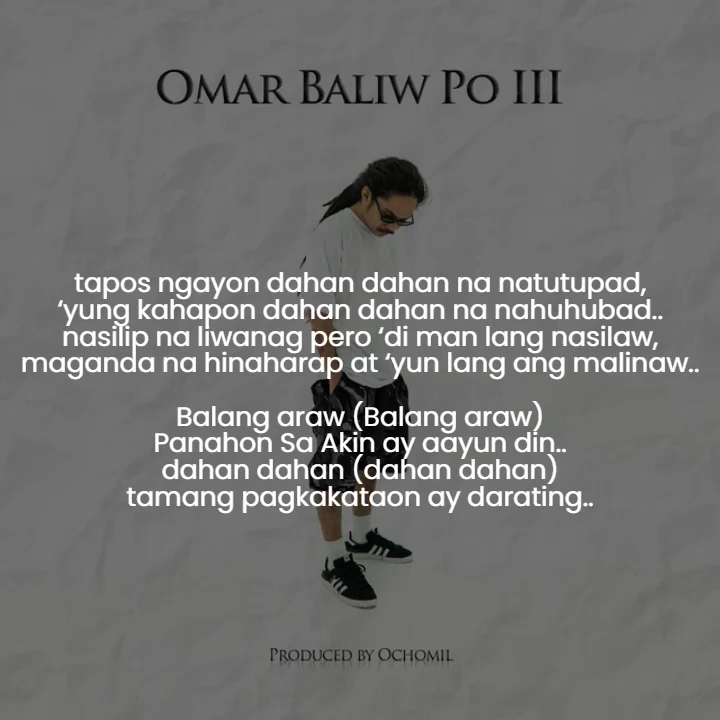 OMAR BALIW PO III
tapos ngayon dahan dahan na natutupad,
‘yung kahapon dahan dahan na nahuhubad..
nasilip na liwanag pero ‘di man lang nasilaw,
maganda na hinaharap at ‘yun lang ang malinaw..
Balang araw (Balang araw)
Panahon Sa Akin ay aayun din..
dahan dahan (dahan dahan)
tamang pagkakataon ay darating..
PRODUCED BY OCHOMIL